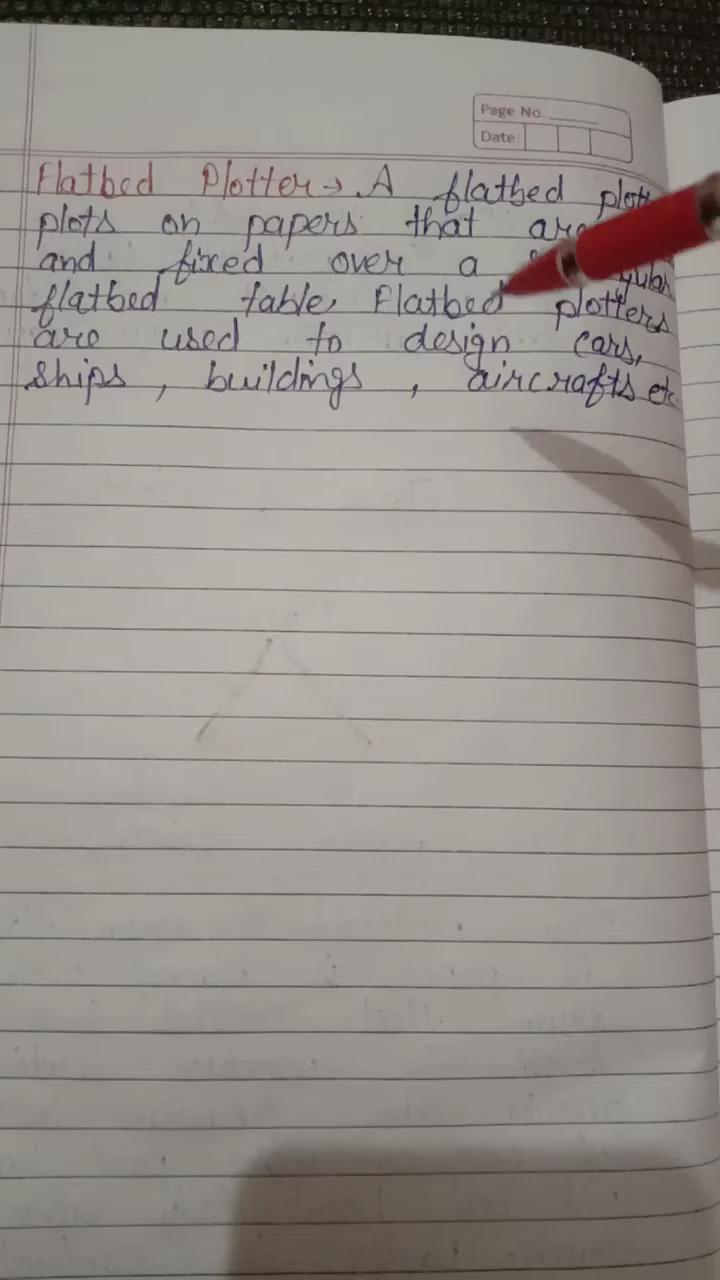 Page No.
Date:
Flatbed Plotter → A flatbed
plots on papers that are
and fixed over a
flatbed table, Flatbed plotters
are used to design cars,
ships, buildings, aircrafts etc.